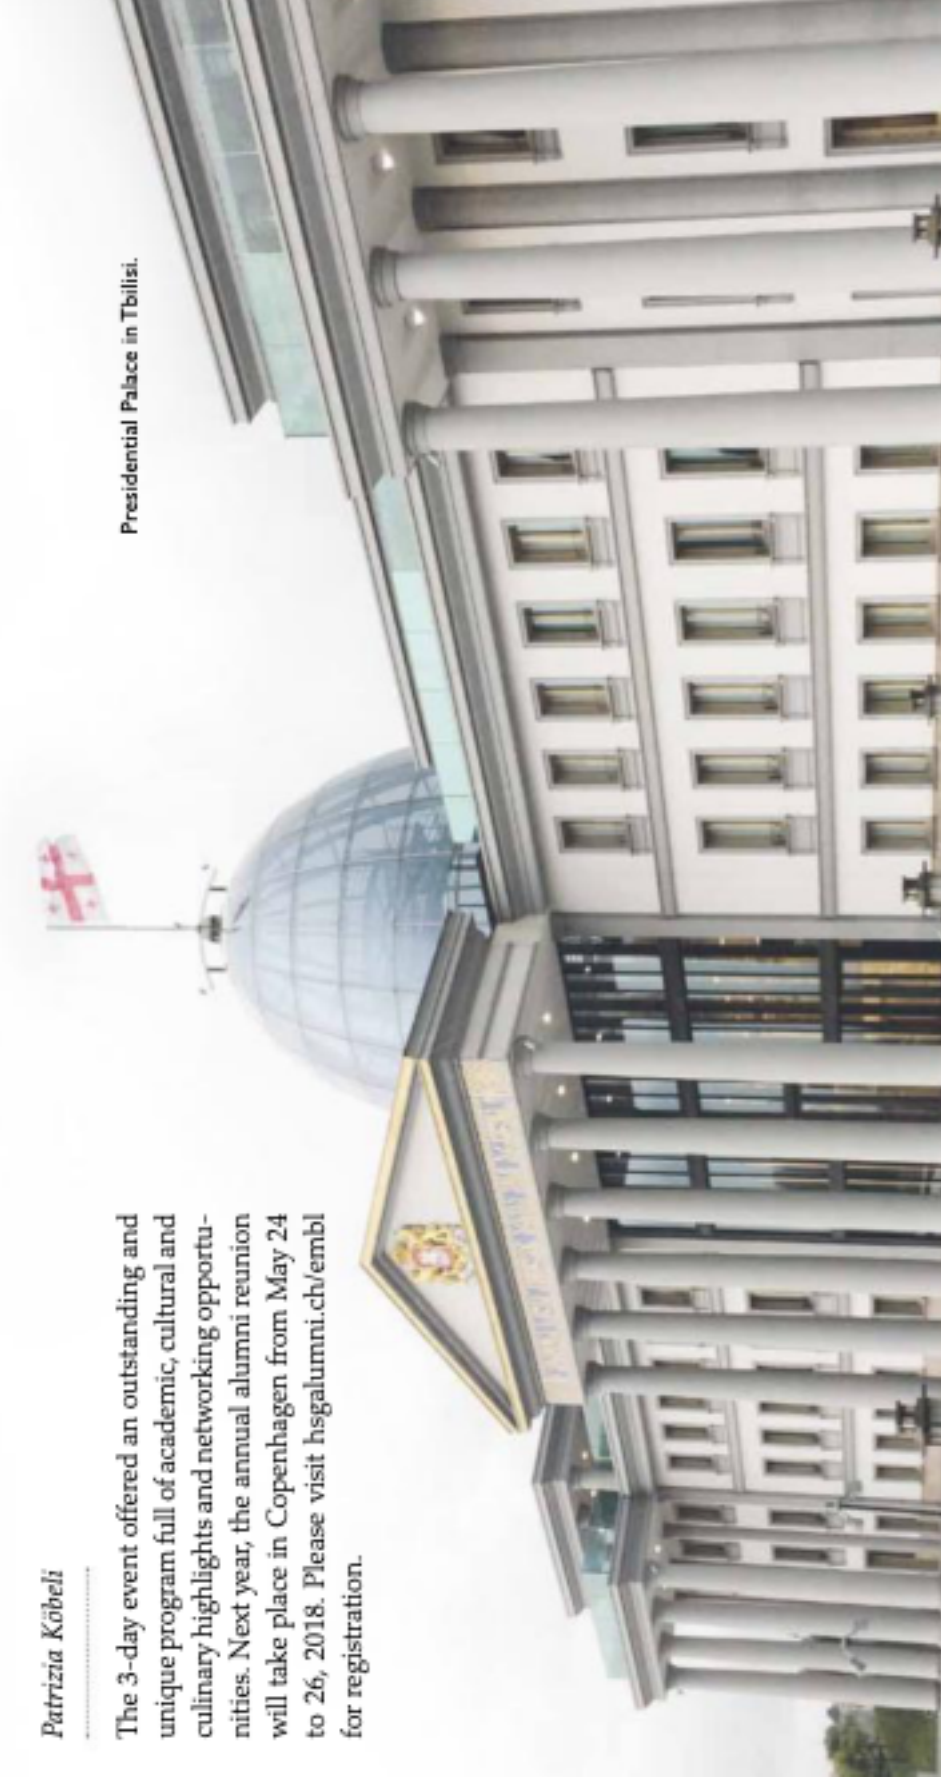 Patrizia Köbeli
The 3-day event offered an outstanding and
unique program full of academic, cultural and
culinary highlights and networking opportu-
nities. Next year, the annual alumni reunion
will take place in Copenhagen from May 24
to 26, 2018. Please visit hsgalumni.ch/embl
for registration.
Presidential Palace in Tbilisi.